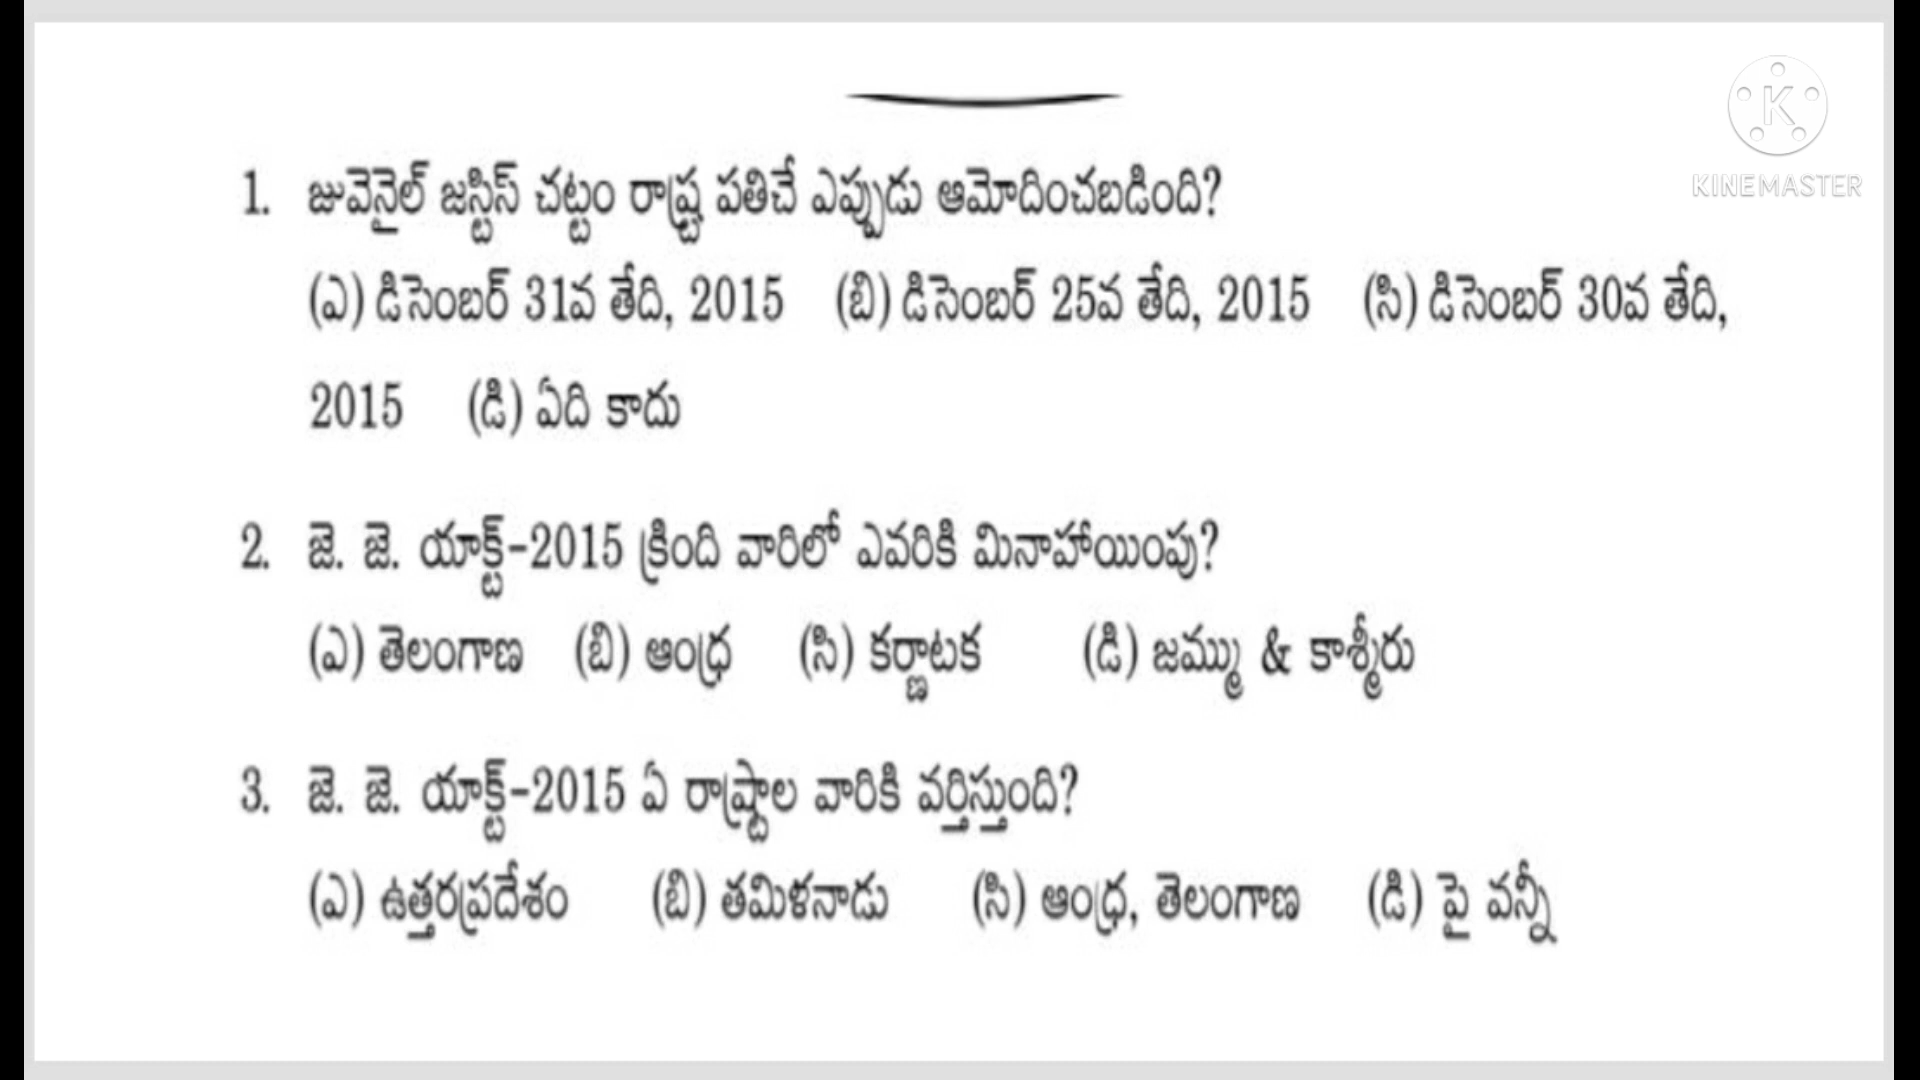 KINEMASTER
1. జువెనైల్ జస్టిస్ చట్టం రాష్ట్ర పతిచే ఎప్పుడు ఆమోదించబడింది?
(ఎ) డిసెంబర్ 31వ తేది, 2015 (బి) డిసెంబర్ 25వ తేది, 2015 (సి) డిసెంబర్ 30వ తేది,
2015 (డి) ఏది కాదు
2. జె. జె. యాక్ట్-2015 క్రింది వారిలో ఎవరికి మినాహాయింపు?
(ఎ) తెలంగాణ (బి) ఆంధ్ర (సి) కర్ణాటక (డి) జమ్ము & కాశ్మీరు
3. జె. జె. యాక్ట్-2015 ఏ రాష్ట్రాల వారికి వర్తిస్తుంది?
(ఎ) ఉత్తరప్రదేశం (బి) తమిళనాడు (సి) ఆంధ్ర, తెలంగాణ (డి) పై వన్నీ